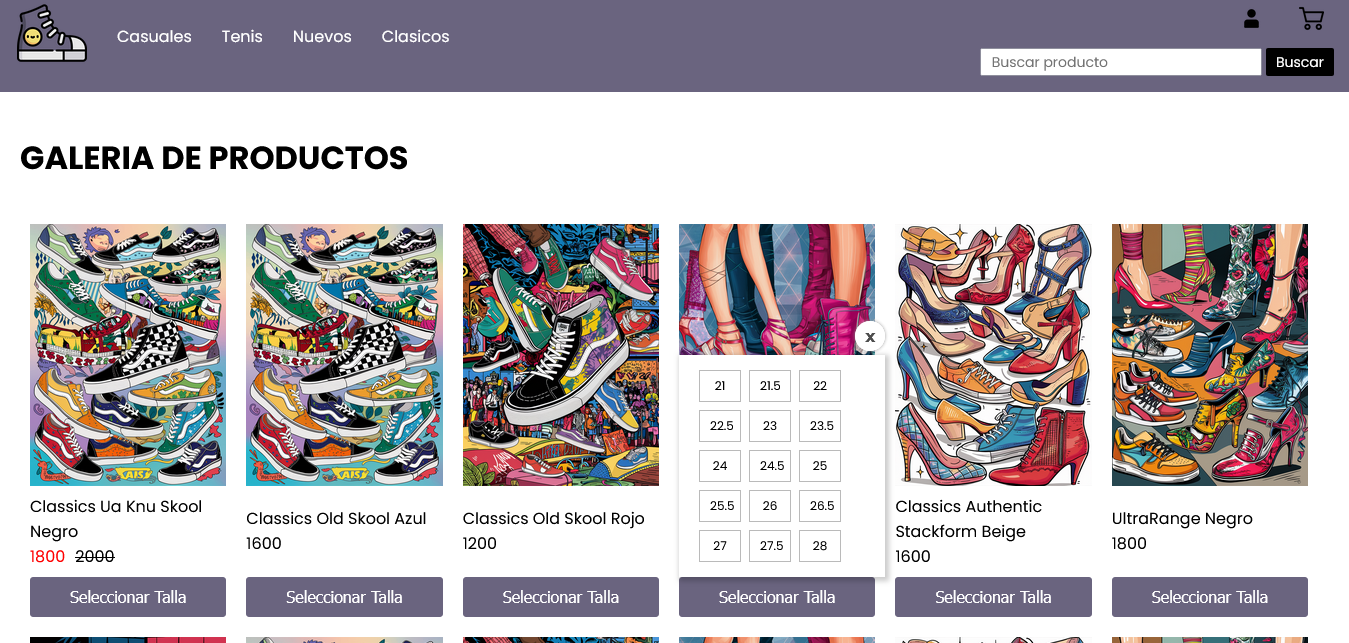 Casuales
Tenis
Nuevos
Clasicos
Buscar producto
Buscar
GALERIA DE PRODUCTOS
x
21 21.5 22
22.5 23 23.5
24 24.5 25
25.5 26 26.5
27 27.5 28
Classics Ua Knu Skool
Negro
1800 2000
Seleccionar Talla
Classics Old Skool Azul
1600
Seleccionar Talla
Classics Old Skool Rojo
1200
Seleccionar Talla
Seleccionar Talla
Classics Authentic
Stackform Beige
1600
Seleccionar Talla
UltraRange Negro
1800
Seleccionar Talla